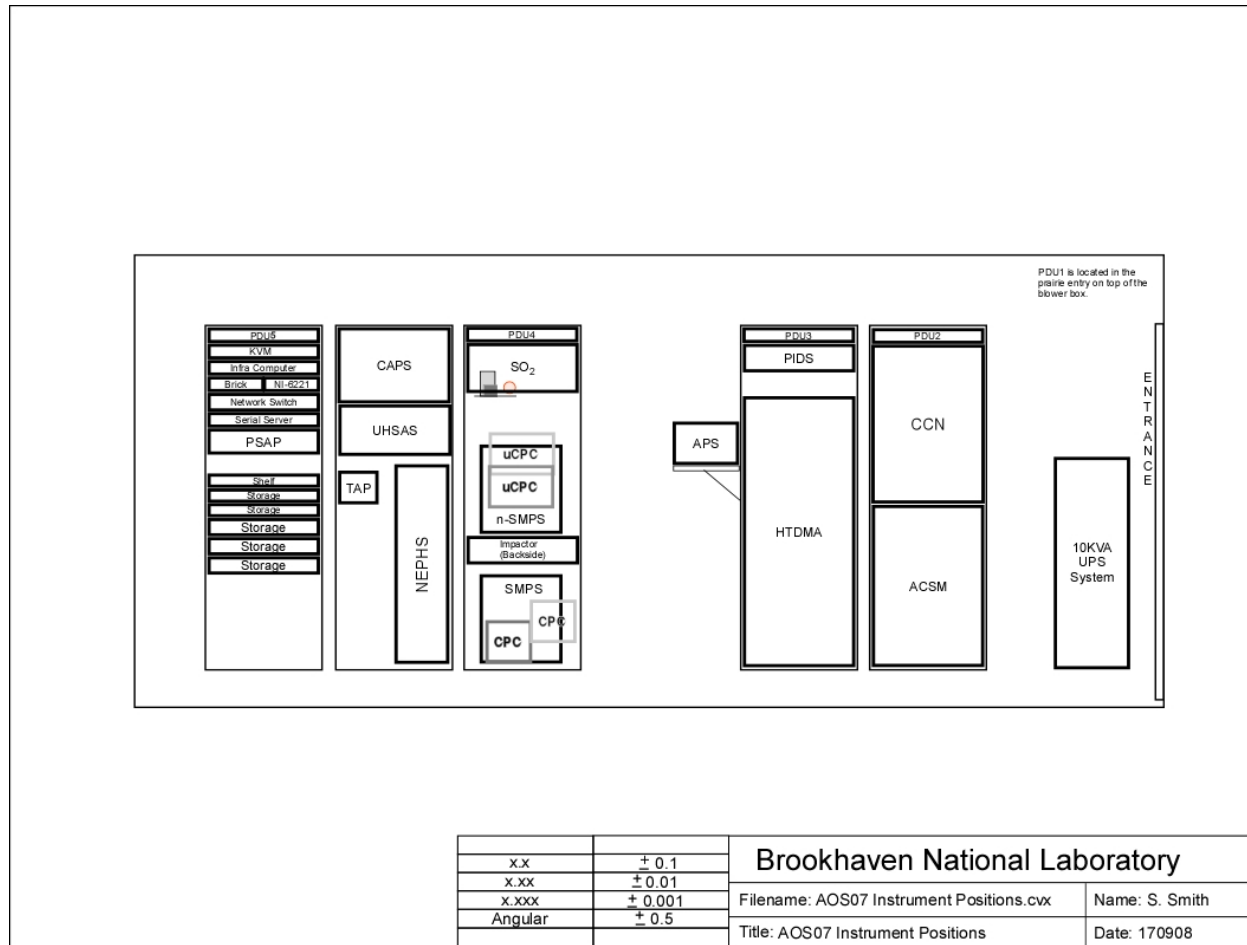 PDU1 is located in the
prairie entry on top of the
blower box.
PDU5
KVM
Infra Computer
Brick NI-6221
Network Switch
Serial Server
PSAP
Shelf
Storage
Storage
Storage
Storage
Storage
CAPS
UHSAS
TAP
NEPHS
PDU4
SO₂
uCPC
uCPC
n-SMPS
Impactor
(Backside)
SMPS
CPC
CPC
APS
PDU3
PIDS
HTDMA
PDU2
CCN
ACSM
10KVA
UPS
System
ENTRANCE
x.x ± 0.1
x.xx ± 0.01
x.xxx ± 0.001
Angular ± 0.5
Brookhaven National Laboratory
Filename: AOS07 Instrument Positions.cvx Name: S. Smith
Title: AOS07 Instrument Positions Date: 170908